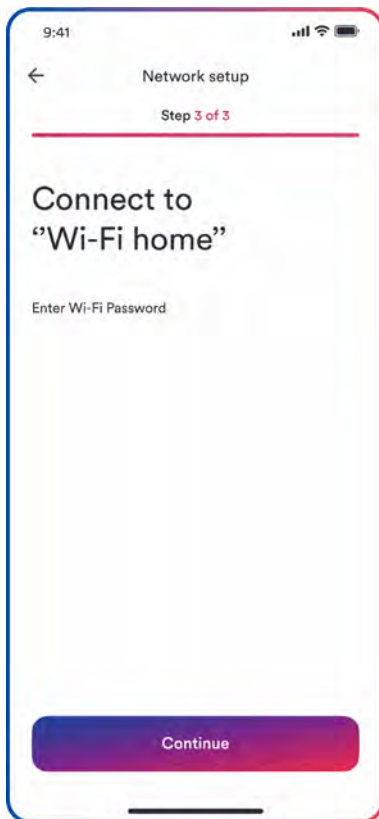 9:41
Network setup
Step 3 of 3
Connect to
‘’Wi-Fi home”
Enter Wi-Fi Password
Continue